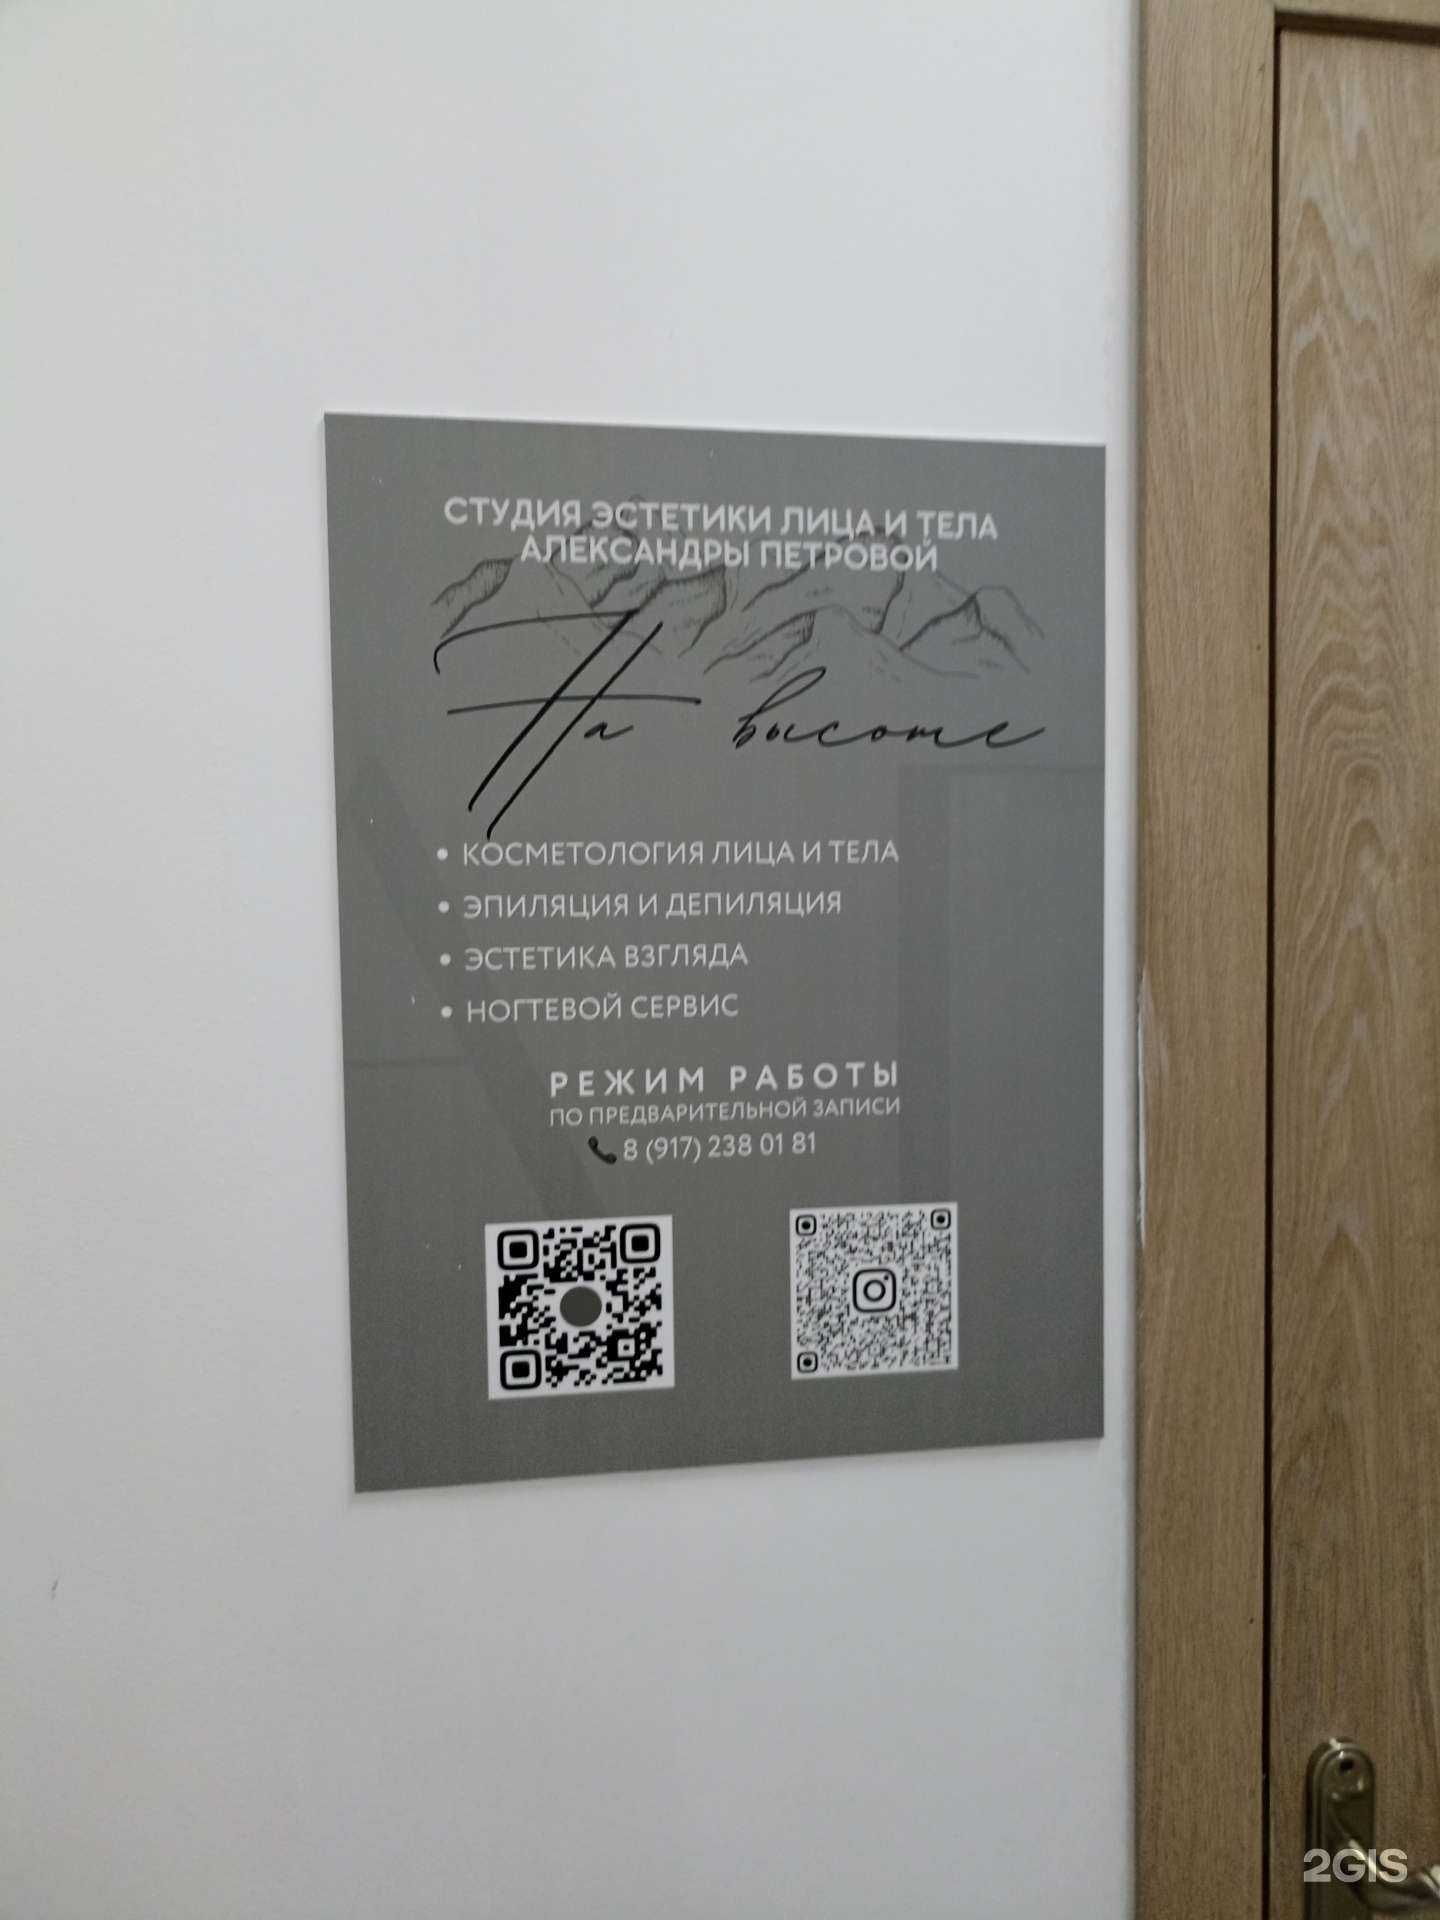 СТУДИЯ ЭСТЕТИКИ ЛИЦА И ТЕЛА
АЛЕКСАНДРЫ ПЕТРОВОЙ
На высоте
• КОСМЕТОЛОГИЯ ЛИЦА И ТЕЛА
• ЭПИЛЯЦИЯ И ДЕПИЛЯЦИЯ
• ЭСТЕТИКА ВЗГЛЯДА
• НОГТЕВОЙ СЕРВИС
РЕЖИМ РАБОТЫ
ПО ПРЕДВАРИТЕЛЬНОЙ ЗАПИСИ
8 (917) 238 01 81
2GIS